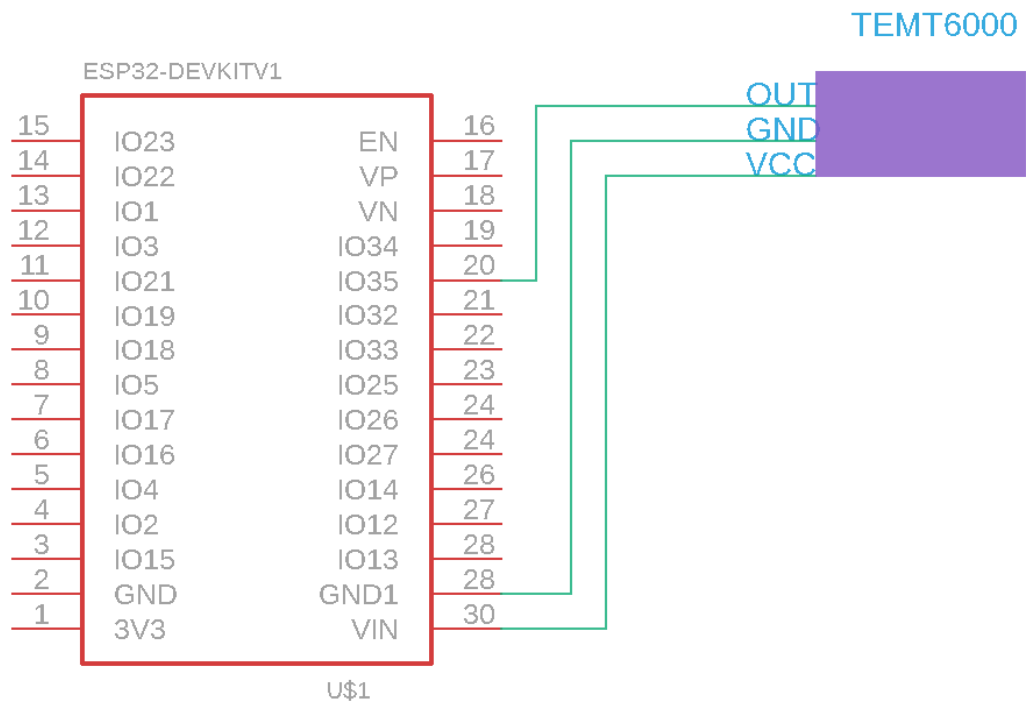 TEMT6000
ESP32-DEVKITV1
OUT
GND
VCC
15 IO23 EN 16
14 IO22 VP 17
13 IO1 VN 18
12 IO3 IO34 19
11 IO21 IO35 20
10 IO19 IO32 21
9 IO18 IO33 22
8 IO5 IO25 23
7 IO17 IO26 24
6 IO16 IO27 24
5 IO4 IO14 26
4 IO2 IO12 27
3 IO15 IO13 28
2 GND GND1 28
1 3V3 VIN 30
U$1